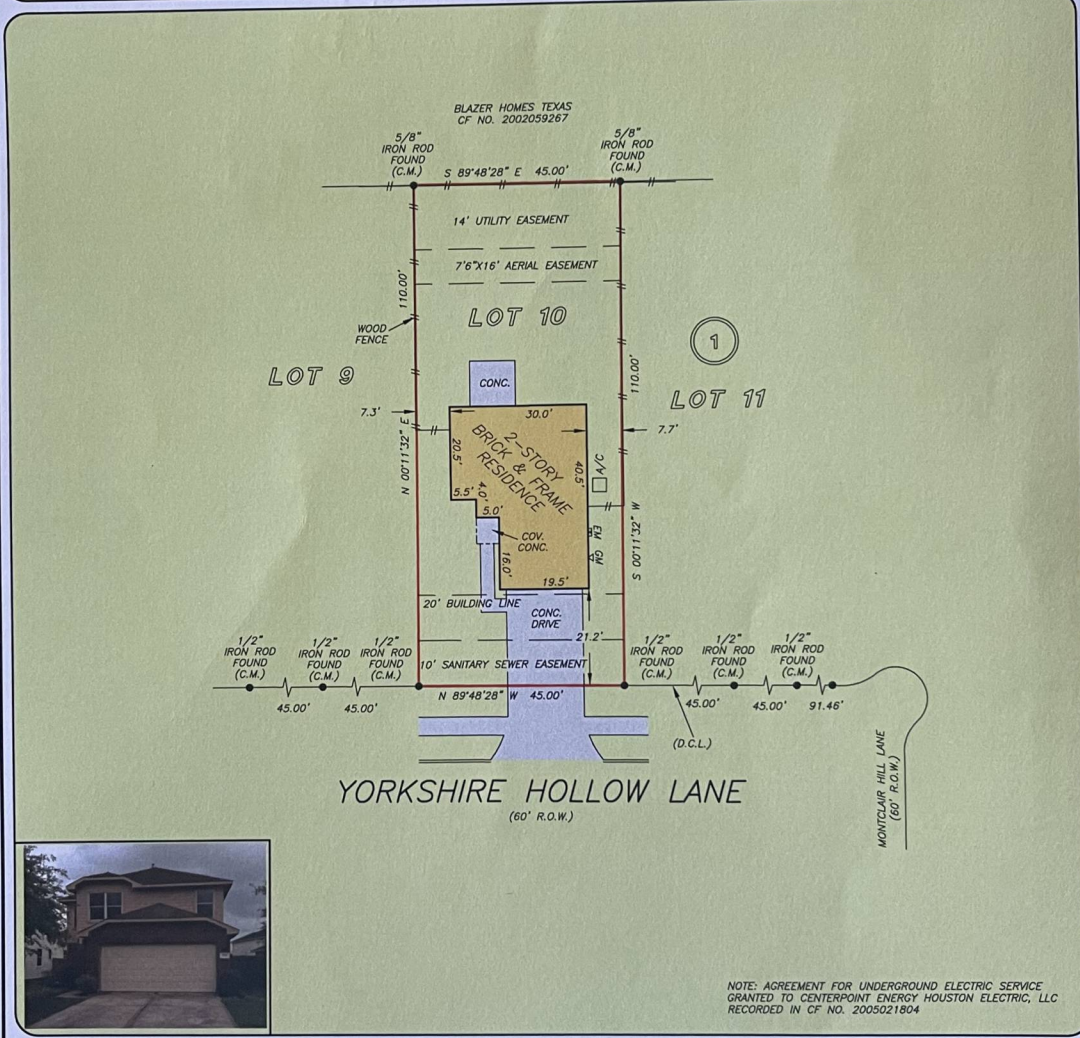 BLAZER HOMES TEXAS
CF NO. 2002059267
5/8"
IRON ROD
FOUND
(C.M.)
S 89°48'28" E 45.00'
5/8"
IRON ROD
FOUND
(C.M.)
14' UTILITY EASEMENT
7'6"X16' AERIAL EASEMENT
110.00'
LOT 10
WOOD
FENCE
1
LOT 9
CONC.
110.00'
LOT 11
7.3'
30.0'
7.7'
N 00°11'32" E
20.5'
2-STORY
BRICK & FRAME
RESIDENCE
40.5'
A/C
5.5'
4.0'
5.0'
COV.
CONC.
EM
GM
S 00°11'32" W
16.0'
19.5'
20' BUILDING LINE
CONC.
DRIVE
21.2'
10' SANITARY SEWER EASEMENT
1/2"
IRON ROD
FOUND
(C.M.)
1/2"
IRON ROD
FOUND
(C.M.)
1/2"
IRON ROD
FOUND
(C.M.)
1/2"
IRON ROD
FOUND
(C.M.)
1/2"
IRON ROD
FOUND
(C.M.)
1/2"
IRON ROD
FOUND
(C.M.)
45.00'
45.00'
N 89°48'28" W 45.00'
45.00'
45.00'
91.46'
(D.C.L.)
YORKSHIRE HOLLOW LANE
(60' R.O.W.)
MONTCLAIR HILL LANE
(60' R.O.W.)
NOTE: AGREEMENT FOR UNDERGROUND ELECTRIC SERVICE
GRANTED TO CENTERPOINT ENERGY HOUSTON ELECTRIC, LLC
RECORDED IN CF NO. 2005021804